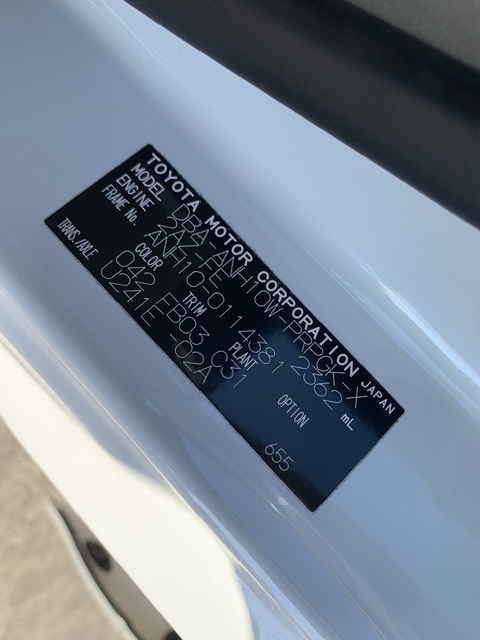 TOYOTA MOTOR CORPORATION JAPAN
MODEL DBA-ANH10W PRPGK-X
ENGINE 2AZ-FE 2362 mL
FRAME No. ANH10-0114381
COLOR TRIM PLANT OPTION
042 FB03 C31
TRANS./AXLE U241E -02A 655